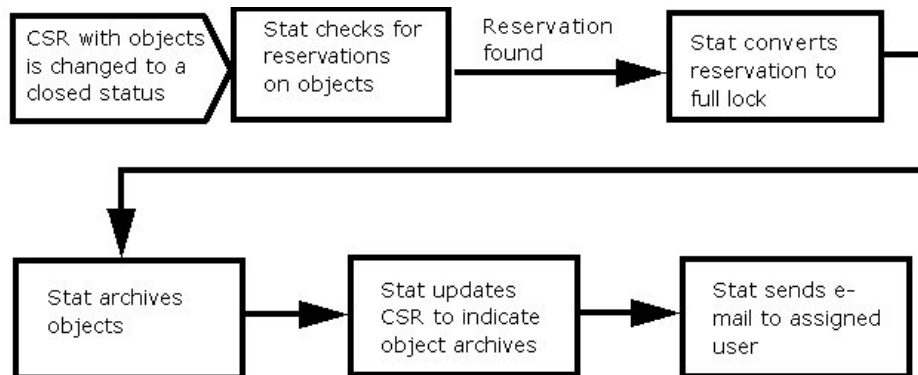 CSR with objects
is changed to a
closed status
Stat checks for
reservations
on objects
Reservation
found
Stat converts
reservation to
full lock
Stat archives
objects
Stat updates
CSR to indicate
object archives
Stat sends e-
mail to assigned
user